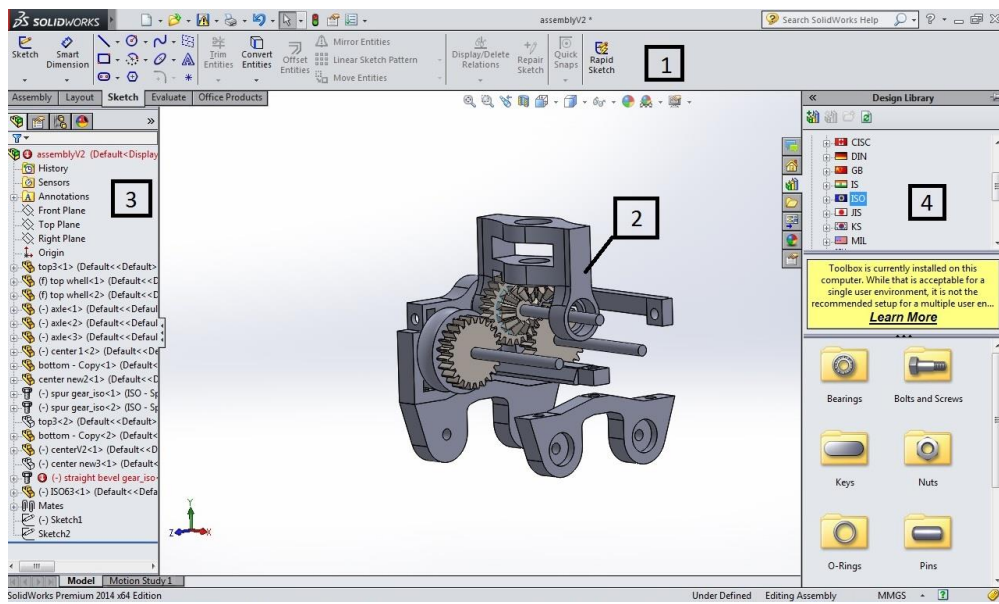 SOLIDWORKS
assemblyV2 *
Search SolidWorks Help
Sketch
Smart Dimension
Trim Entities
Convert Entities
Offset Entities
Mirror Entities
Linear Sketch Pattern
Move Entities
Display/Delete Relations
Repair Sketch
Quick Snaps
Rapid Sketch
1
Assembly Layout Sketch Evaluate Office Products
Design Library
assemblyV2 (Default<Display
History
Sensors
Annotations
Front Plane
Top Plane
Right Plane
Origin
top3<1> (Default<<Default>
(f) top whell<1> (Default<<D
(f) top whell<2> (Default<<D
(-) axle<1> (Default<<Defaul
(-) axle<2> (Default<<Defaul
(-) axle<3> (Default<<Defaul
(-) center 1<2> (Default<<De
bottom - Copy<1> (Default<
center new2<1> (Default<<D
(-) spur gear_iso<1> (ISO - Sp
(-) spur gear_iso<2> (ISO - Sp
top3<2> (Default<<Default>
bottom - Copy<2> (Default<
(-) centerV2<1> (Default<<D
(-) center new3<1> (Default<
(-) straight bevel gear_iso<
(-) ISO63<1> (Default<<Defa
Mates
(-) Sketch1
Sketch2
3
2
Y
Z
X
CISC
DIN
GB
IS
ISO
JIS
KS
MIL
4
Toolbox is currently installed on this
computer. While that is acceptable for a
single user environment, it is not the
recommended setup for a multiple user en...
Learn More
Bearings
Bolts and Screws
Keys
Nuts
O-Rings
Pins
Model Motion Study 1
SolidWorks Premium 2014 x64 Edition
Under Defined Editing Assembly MMGS